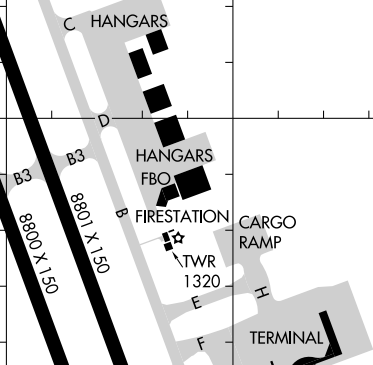 C HANGARS
D
HANGARS
B3
B3
FBO
8801 X 150
8800 X 150
B
FIRESTATION
CARGO
RAMP
TWR
1320
E
H
F
TERMINAL